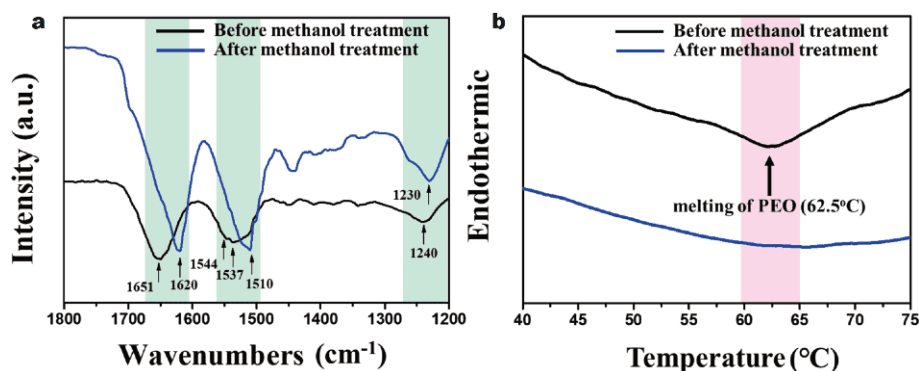 a
Before methanol treatment
After methanol treatment
Intensity (a.u.)
1651
1620
1544
1537
1510
1230
1240
1800
1700
1600
1500
1400
1300
1200
Wavenumbers (cm⁻¹)
b
Before methanol treatment
After methanol treatment
Endothermic
melting of PEO (62.5°C)
40
45
50
55
60
65
70
75
Temperature (°C)